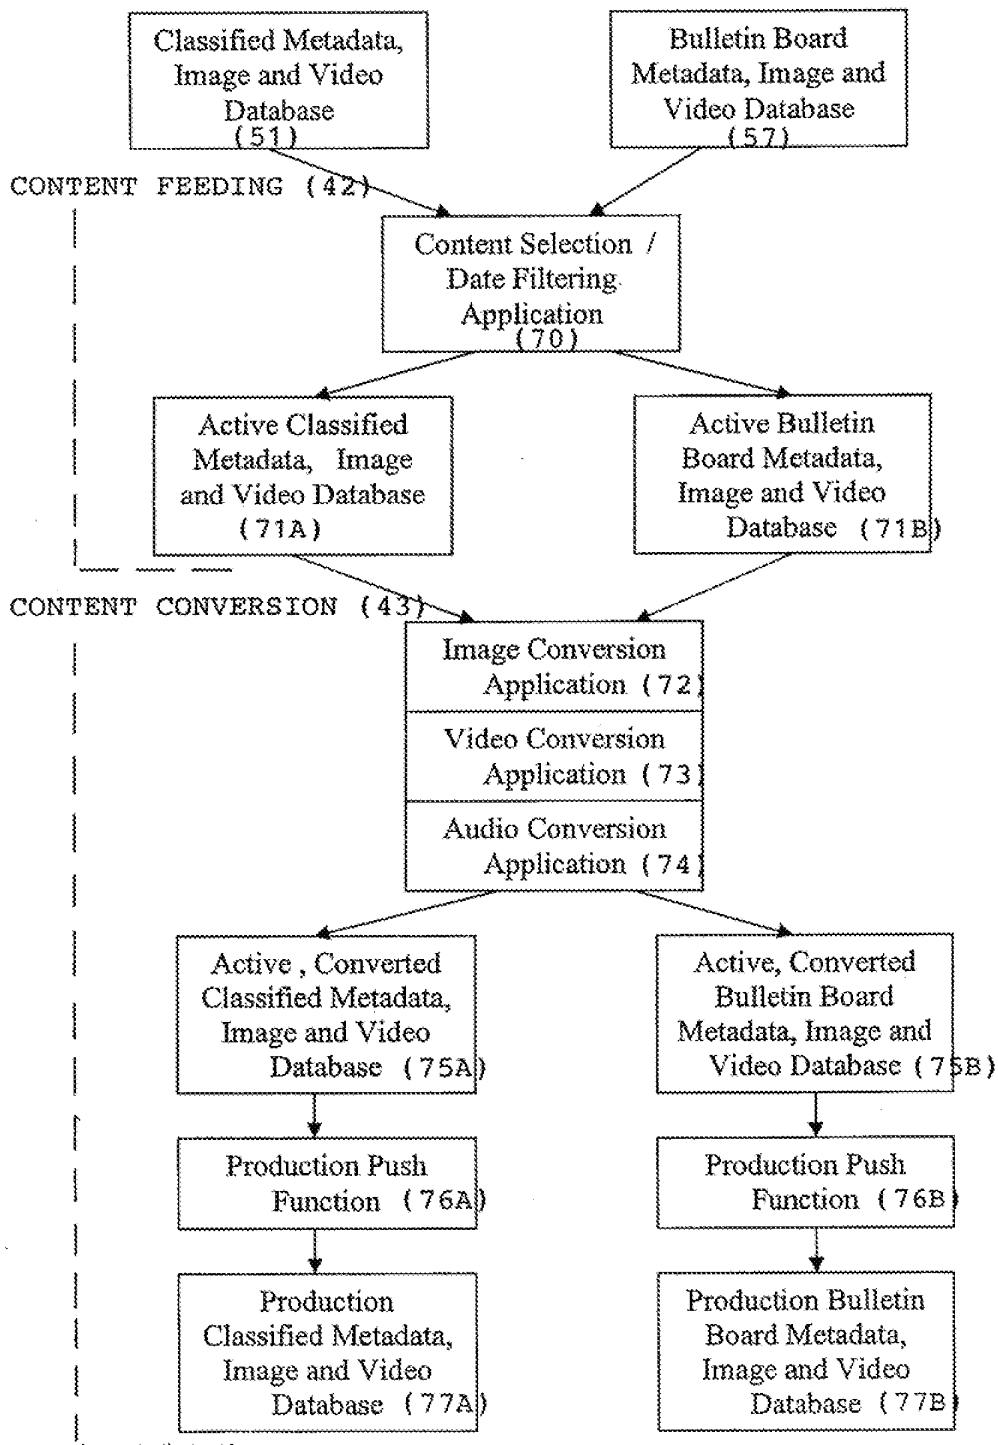 Classified Metadata,
Image and Video
Database
(51)
Bulletin Board
Metadata, Image and
Video Database
(57)
CONTENT FEEDING (42)
Content Selection /
Date Filtering
Application
(70)
Active Classified
Metadata, Image
and Video Database
(71A)
Active Bulletin
Board Metadata,
Image and Video
Database (71B)
CONTENT CONVERSION (43)
Image Conversion
Application (72)
Video Conversion
Application (73)
Audio Conversion
Application (74)
Active , Converted
Classified Metadata,
Image and Video
Database (75A)
Active, Converted
Bulletin Board
Metadata, Image and
Video Database (75B)
Production Push
Function (76A)
Production Push
Function (76B)
Production
Classified Metadata,
Image and Video
Database (77A)
Production Bulletin
Board Metadata,
Image and Video
Database (77B)